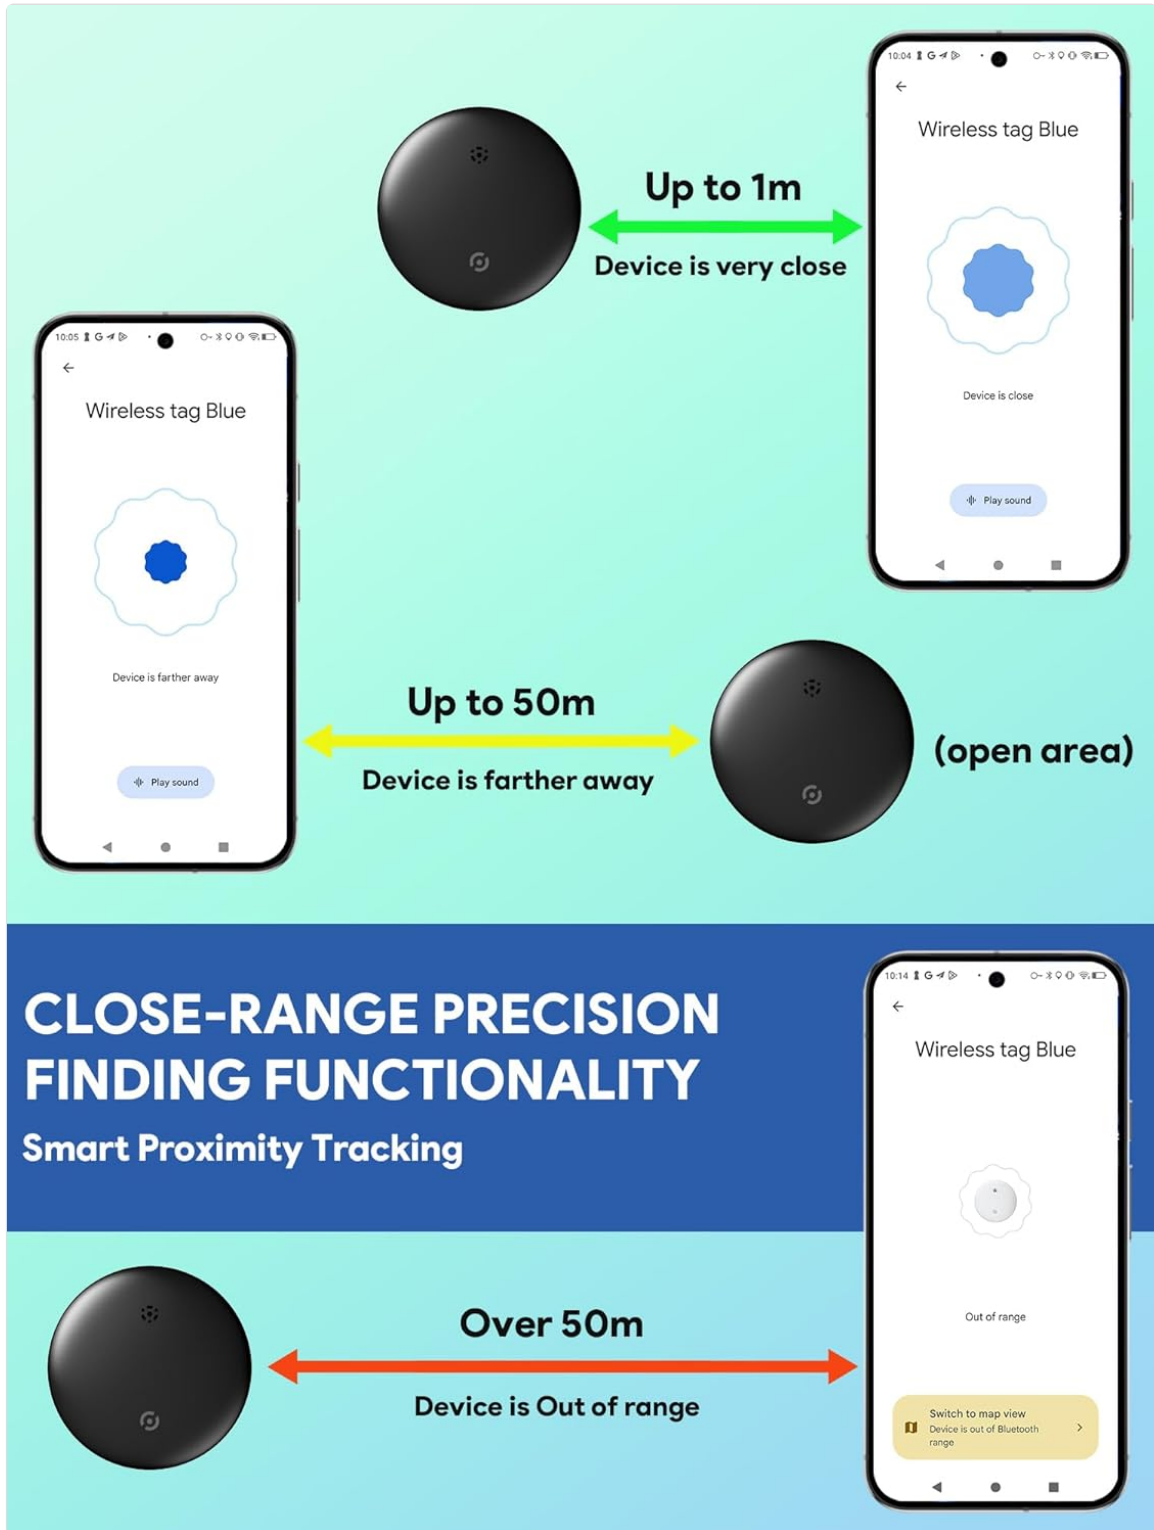 10:04
Wireless tag Blue
Up to 1m
Device is very close
Device is close
Play sound
10:05
Wireless tag Blue
Device is farther away
Play sound
Up to 50m
Device is farther away
(open area)
CLOSE-RANGE PRECISION
FINDING FUNCTIONALITY
Smart Proximity Tracking
10:14
Wireless tag Blue
Out of range
Switch to map view
Device is out of Bluetooth
range
Over 50m
Device is Out of range